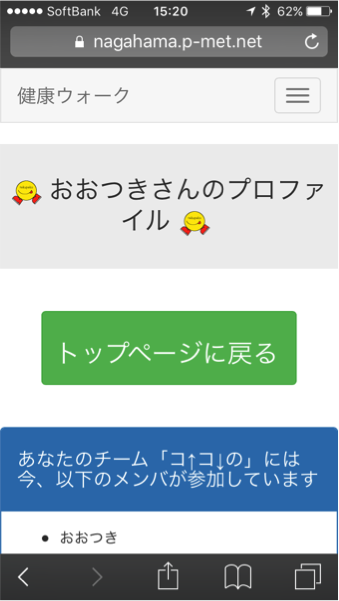 SoftBank 4G 15:20 62%
nagahama.p-met.net
健康ウォーク
おおつきさんのプロファ
イル
トップページに戻る
あなたのチーム「コ↑コ↓の」には
今、以下のメンバが参加しています
• おおつき